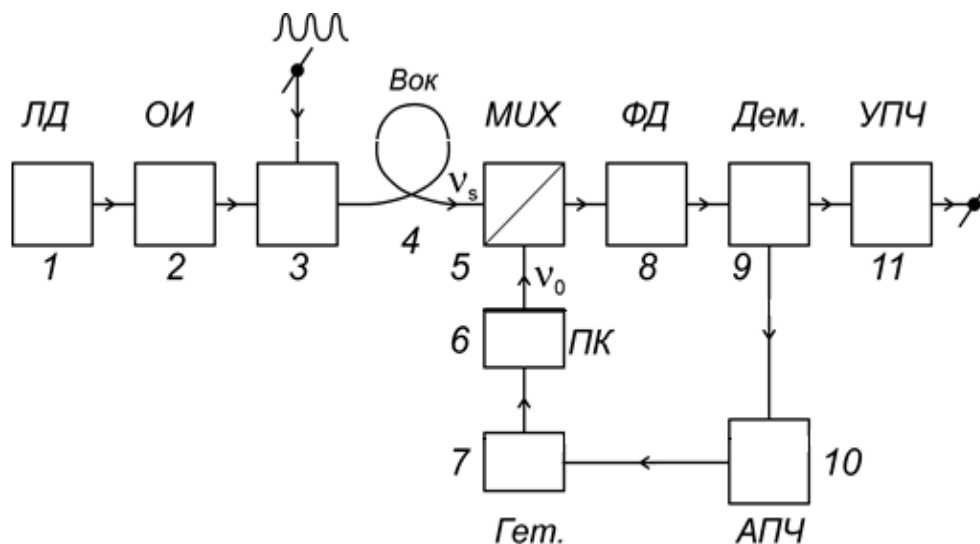 Вок
ЛД ОИ MUX ФД Дем. УПЧ
νs
1 2 3 4 5 8 9 11
ν0
6 ПК
7 10
Гет. АПЧ